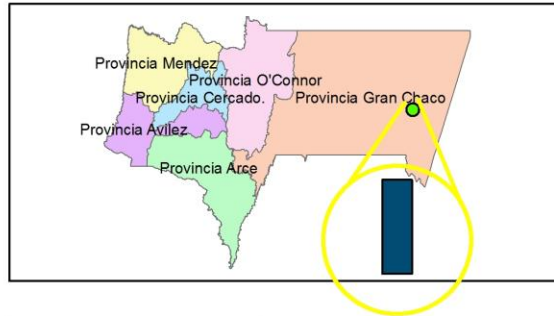 Provincia Mendez
Provincia O'Connor
Provincia Cercado.
Provincia Gran Chaco
Provincia Avilez
Provincia Arce